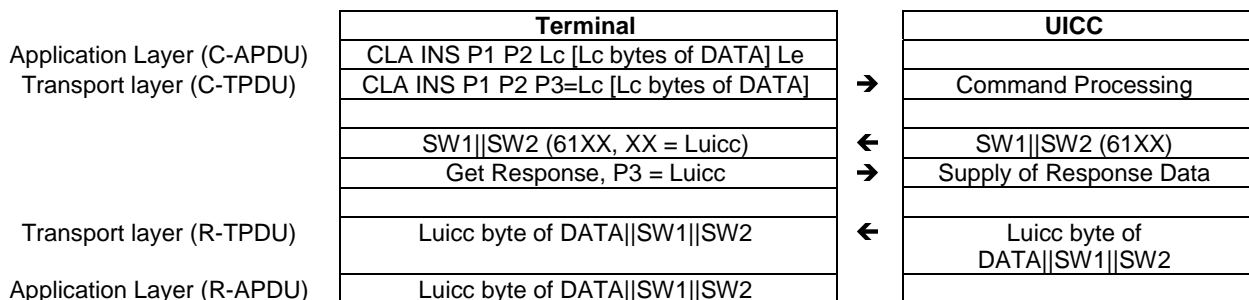 Terminal UICC
Application Layer (C-APDU) CLA INS P1 P2 Lc [Lc bytes of DATA] Le
Transport layer (C-TPDU) CLA INS P1 P2 P3=Lc [Lc bytes of DATA] → Command Processing
SW1||SW2 (61XX, XX = Luicc) ← SW1||SW2 (61XX)
Get Response, P3 = Luicc → Supply of Response Data
Transport layer (R-TPDU) Luicc byte of DATA||SW1||SW2 ← Luicc byte of
DATA||SW1||SW2
Application Layer (R-APDU) Luicc byte of DATA||SW1||SW2